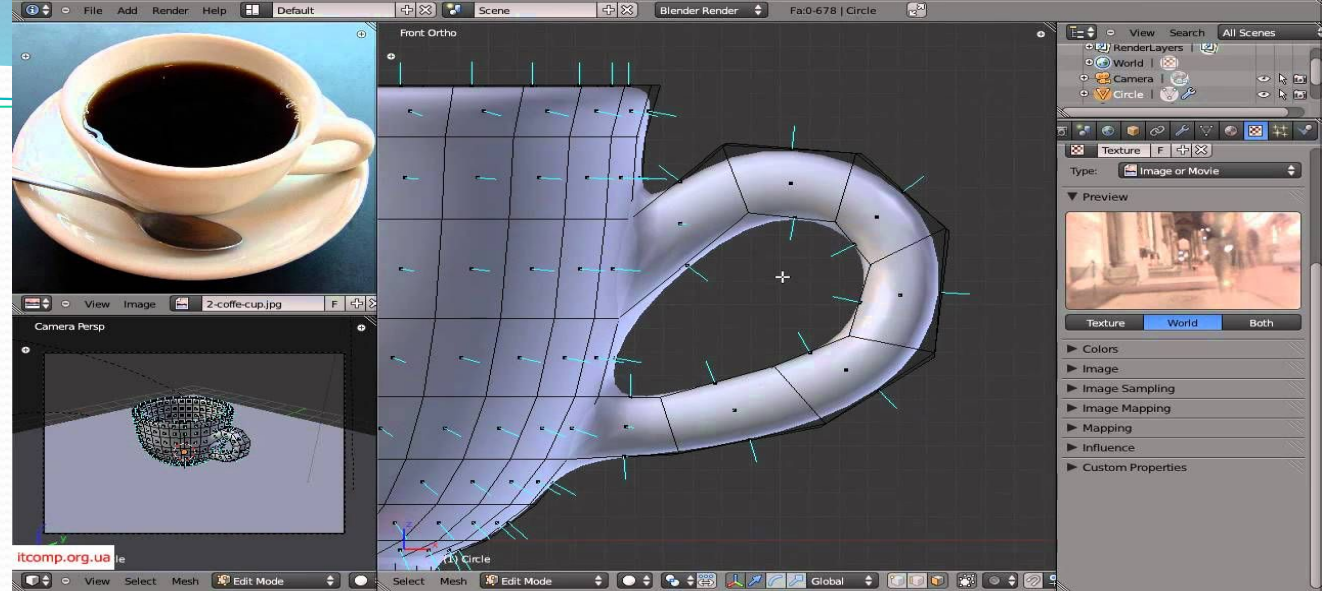 File Add Render Help Default Scene Blender Render Fa:0-678 | Circle
Front Ortho
View Search All Scenes
RenderLayers |
World |
Camera |
Circle |
Texture F
Type: Image or Movie
Preview
Texture World Both
Colors
Image
Image Sampling
Image Mapping
Mapping
Influence
Custom Properties
View Image 2-coffe-cup.jpg F
Camera Persp
z
y
itcomp.org.ua
(1) Circle
View Select Mesh Edit Mode
Select Mesh Edit Mode Global